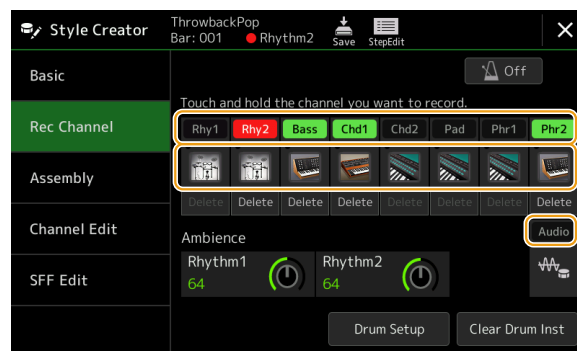 Style Creator
ThrowbackPop
Bar: 001 Rhythm2
Save
StepEdit
Basic
Off
Touch and hold the channel you want to record.
Rec Channel
Rhy1 Rhy2 Bass Chd1 Chd2 Pad Phr1 Phr2
Assembly
Delete Delete Delete Delete Delete Delete Delete Delete
Channel Edit
Ambience
Audio
Rhythm1
64
Rhythm2
64
SFF Edit
Drum Setup
Clear Drum Inst